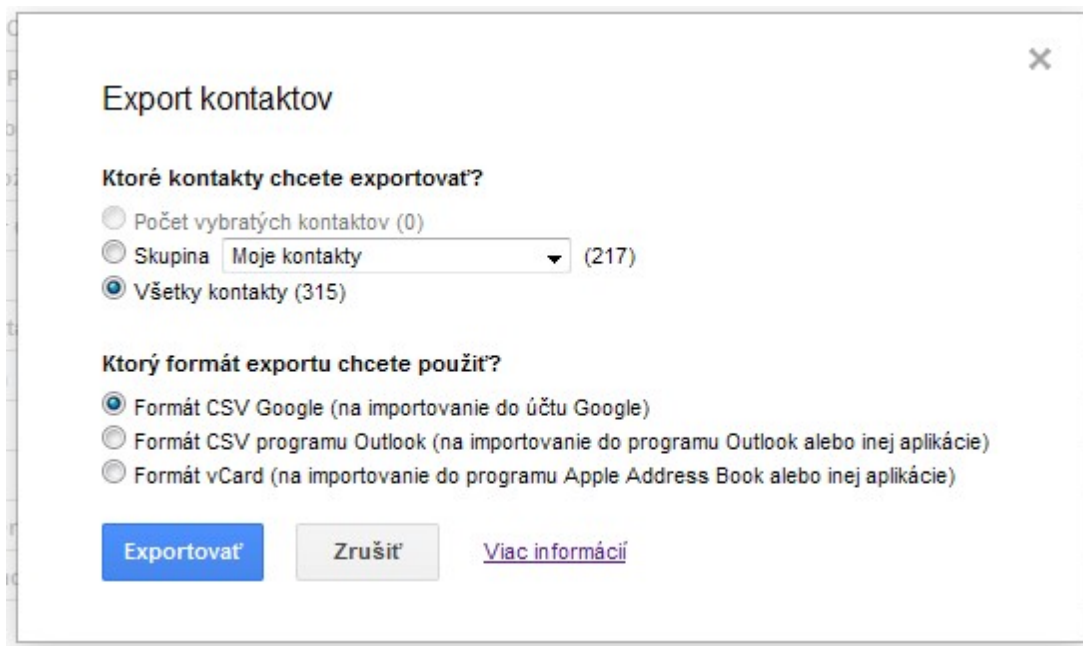 Export kontaktov
Ktoré kontakty chcete exportovať?
Počet vybratých kontaktov (0)
Skupina Moje kontakty (217)
Všetky kontakty (315)
Ktorý formát exportu chcete použiť?
Formát CSV Google (na importovanie do účtu Google)
Formát CSV programu Outlook (na importovanie do programu Outlook alebo inej aplikácie)
Formát vCard (na importovanie do programu Apple Address Book alebo inej aplikácie)
Exportovať Zrušiť Viac informácií